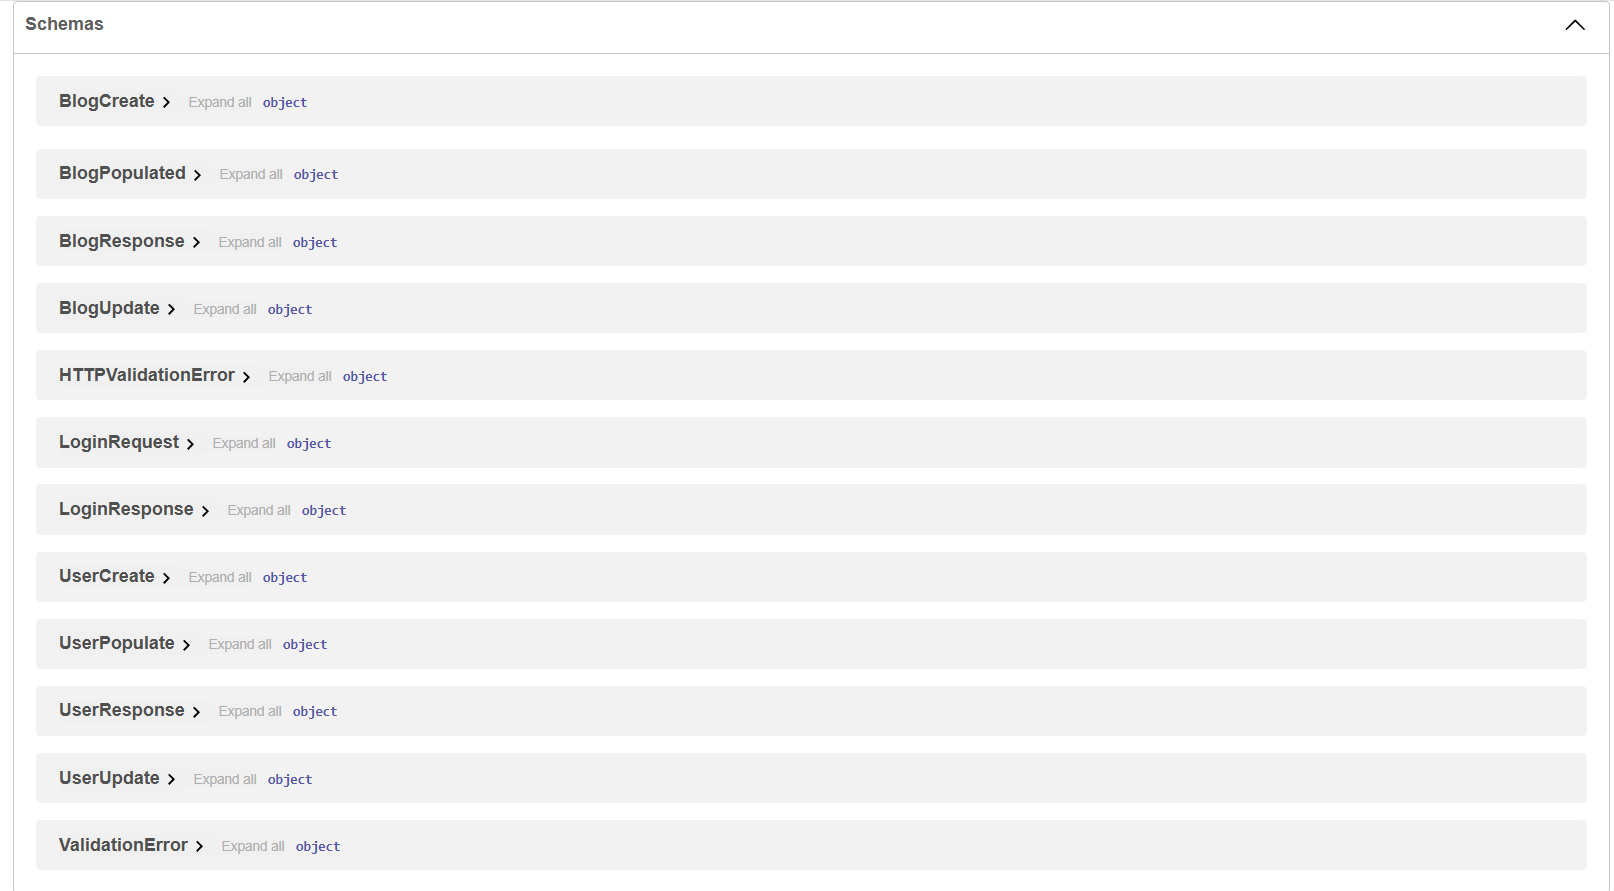 Schemas
BlogCreate Expand all object
BlogPopulated Expand all object
BlogResponse Expand all object
BlogUpdate Expand all object
HTTPValidationError Expand all object
LoginRequest Expand all object
LoginResponse Expand all object
UserCreate Expand all object
UserPopulate Expand all object
UserResponse Expand all object
UserUpdate Expand all object
ValidationError Expand all object